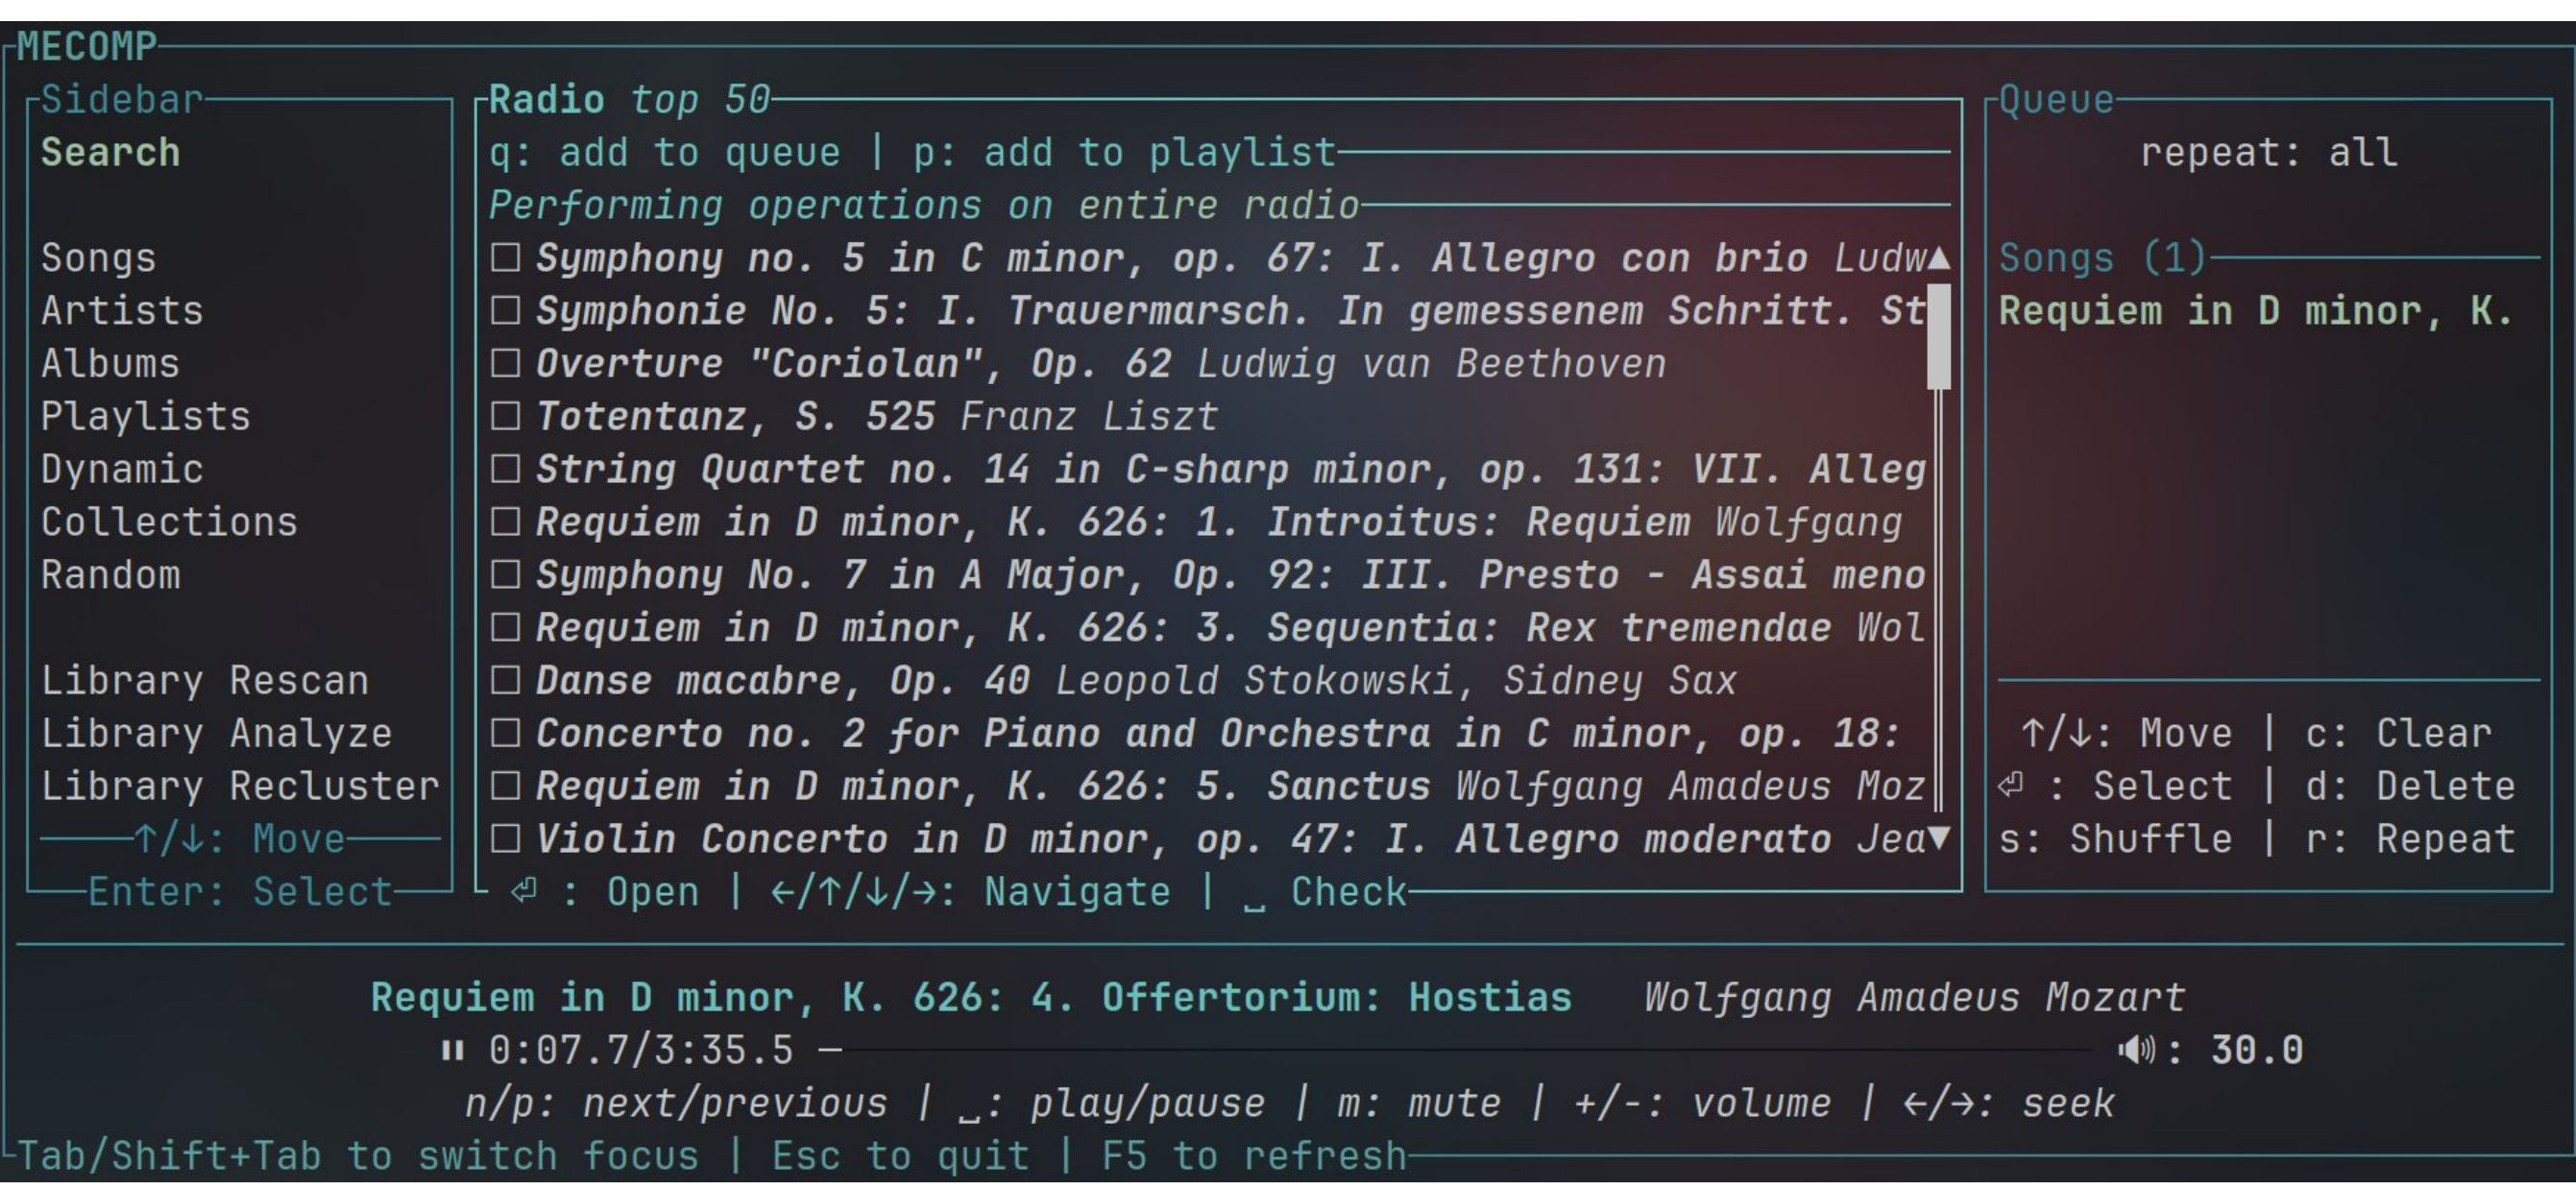 MECOMP
Sidebar
Search
Songs
Artists
Albums
Playlists
Dynamic
Collections
Random
Library Rescan
Library Analyze
Library Recluster
↑/↓: Move
Enter: Select
Radio top 50
q: add to queue | p: add to playlist
Performing operations on entire radio
☐ Symphony no. 5 in C minor, op. 67: I. Allegro con brio Ludw▲
☐ Symphonie No. 5: I. Trauermarsch. In gemessenem Schritt. St
☐ Overture "Coriolan", Op. 62 Ludwig van Beethoven
☐ Totentanz, S. 525 Franz Liszt
☐ String Quartet no. 14 in C-sharp minor, op. 131: VII. Alleg
☐ Requiem in D minor, K. 626: 1. Introitus: Requiem Wolfgang
☐ Symphony No. 7 in A Major, Op. 92: III. Presto - Assai meno
☐ Requiem in D minor, K. 626: 3. Sequentia: Rex tremendae Wol
☐ Danse macabre, Op. 40 Leopold Stokowski, Sidney Sax
☐ Concerto no. 2 for Piano and Orchestra in C minor, op. 18:
☐ Requiem in D minor, K. 626: 5. Sanctus Wolfgang Amadeus Moz
☐ Violin Concerto in D minor, op. 47: I. Allegro moderato Jea▼
⏎ : Open | ←/↑/↓/→: Navigate | ␣ Check
Queue
repeat: all
Songs (1)
Requiem in D minor, K.
↑/↓: Move | c: Clear
⏎ : Select | d: Delete
s: Shuffle | r: Repeat
Requiem in D minor, K. 626: 4. Offertorium: Hostias Wolfgang Amadeus Mozart
⏸ 0:07.7/3:35.5 🔊: 30.0
n/p: next/previous | ␣: play/pause | m: mute | +/-: volume | ←/→: seek
Tab/Shift+Tab to switch focus | Esc to quit | F5 to refresh